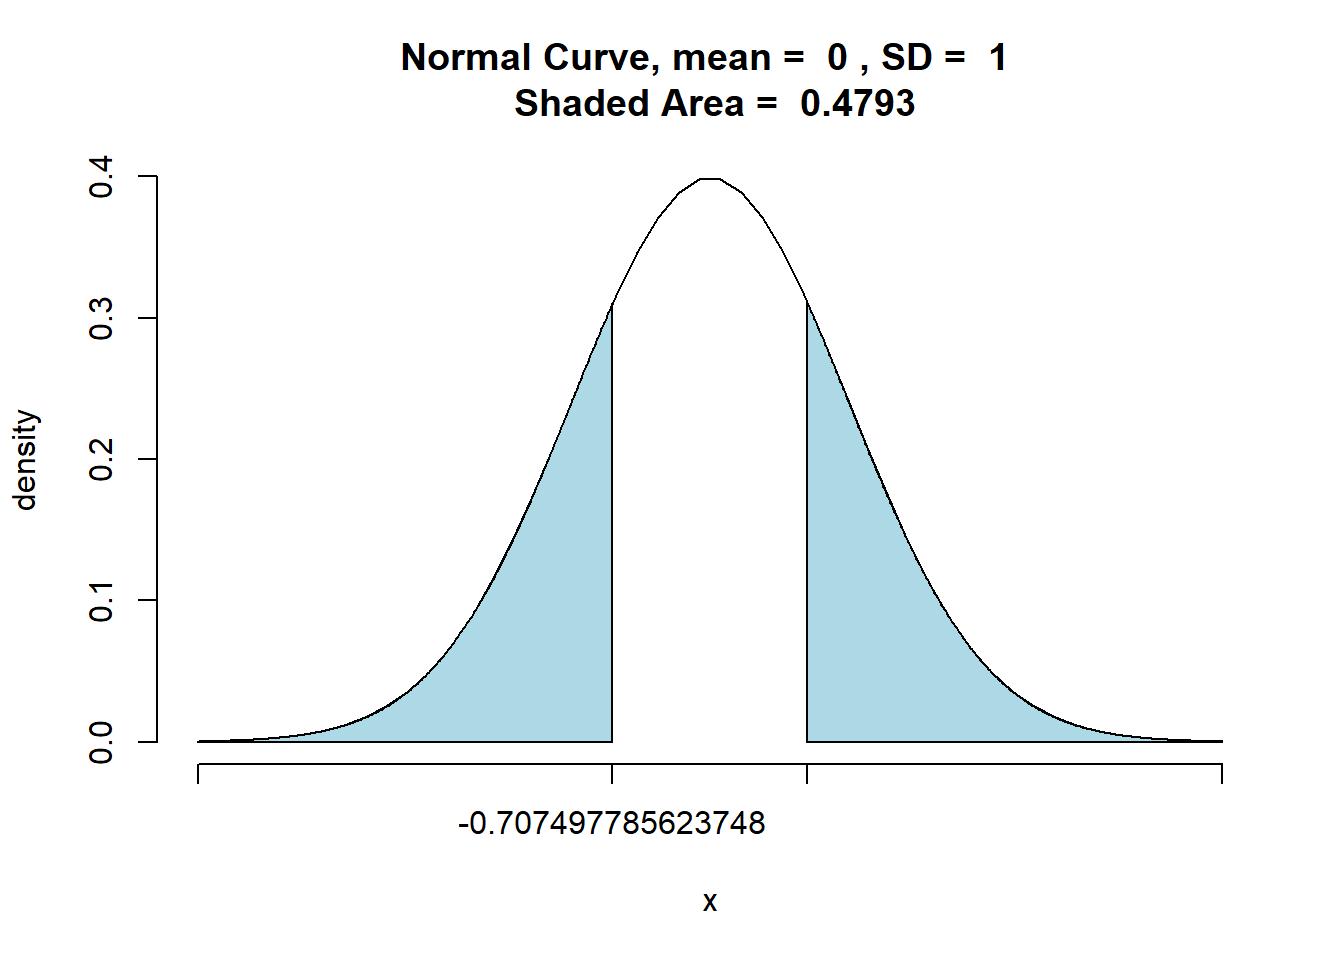 Normal Curve, mean =  0 , SD =  1
Shaded Area =  0.4793
density
0.4
0.3
0.2
0.1
0.0
-0.707497785623748
x